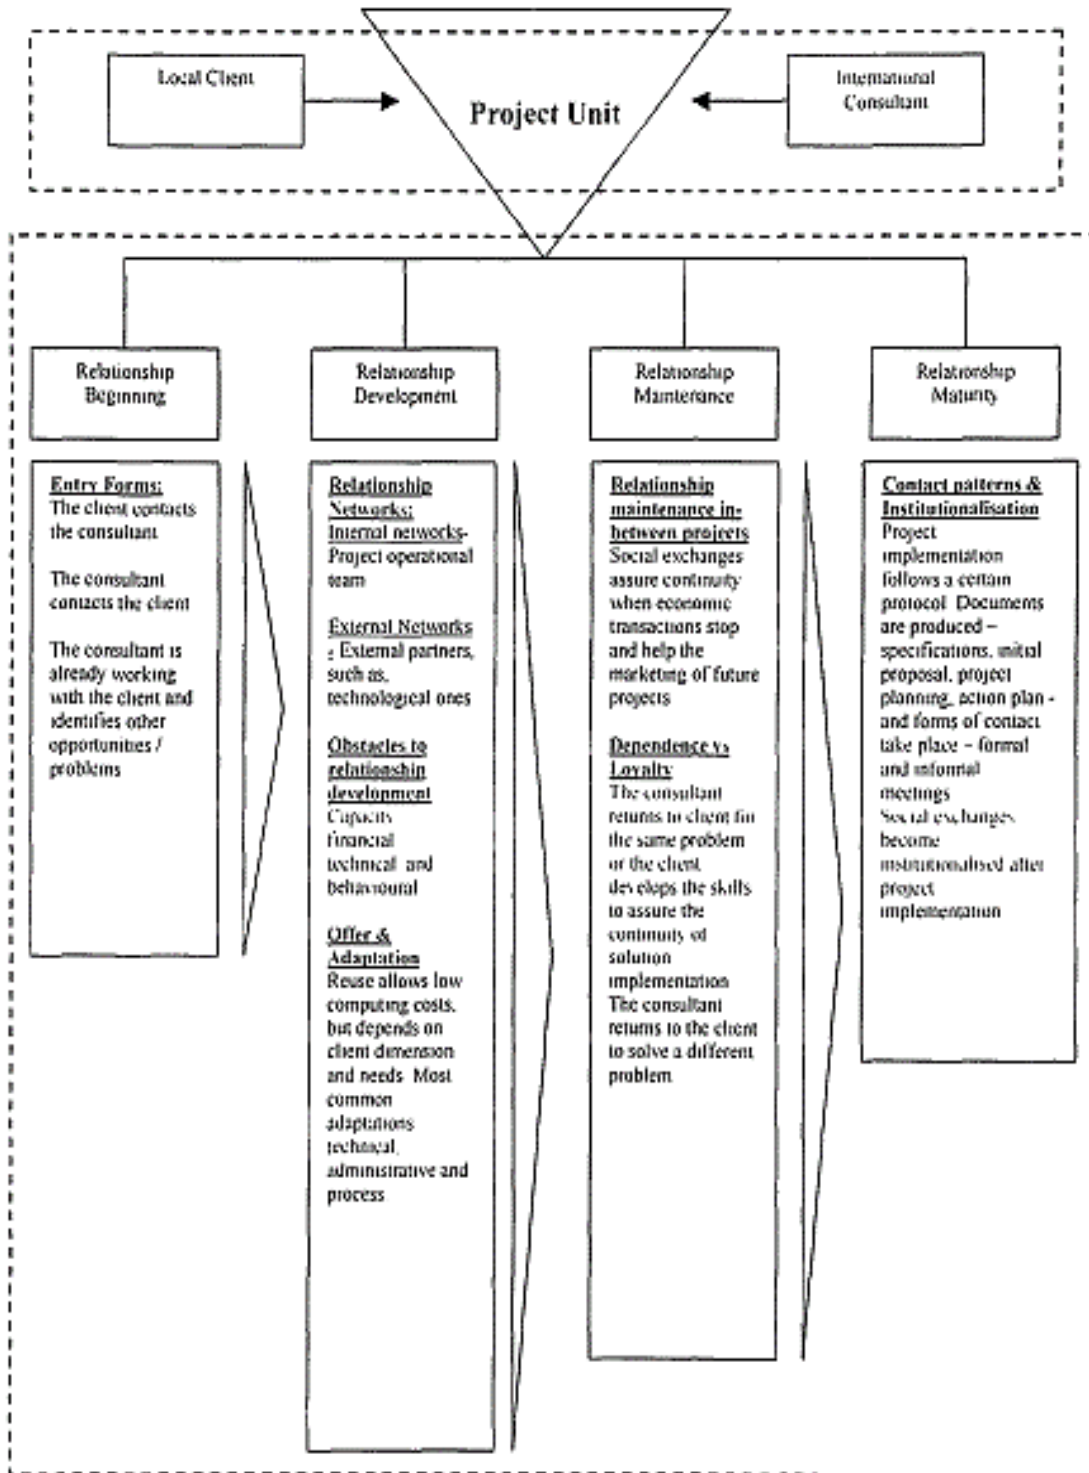 Local Client
Project Unit
International
Consultant
Relationship
Beginning
Relationship
Development
Relationship
Maintenance
Relationship
Maturity
Entry Forms:
The client contacts
the consultant
The consultant
contacts the client
The consultant is
already working
with the client and
identifies other
opportunities /
problems
Relationship
Networks:
Internal networks-
Project operational
team
External Networks
: External partners,
such as,
technological ones
Obstacles to
relationship
development
Capacity
financial
technical and
behavioural
Offer &
Adaptation
Reuse allows low
computing costs,
but depends on
client dimension
and needs Most
common
adaptations
technical,
administrative and
process
Relationship
maintenance in-
between projects
Social exchanges
assure continuity
when economic
transactions stop
and help the
marketing of future
projects
Dependence vs
Loyalty
The consultant
returns to client for
the same problem
or the client
develops the skills
to assure the
continuity of
solution
implementation
The consultant
returns to the client
to solve a different
problem
Contact patterns &
Institutionalisation
Project
implementation
follows a certain
protocol Documents
are produced –
specifications, initial
proposal, project
planning, action plan -
and forms of contact
take place – formal
and informal
meetings
Social exchanges
become
institutionalised after
project
implementation